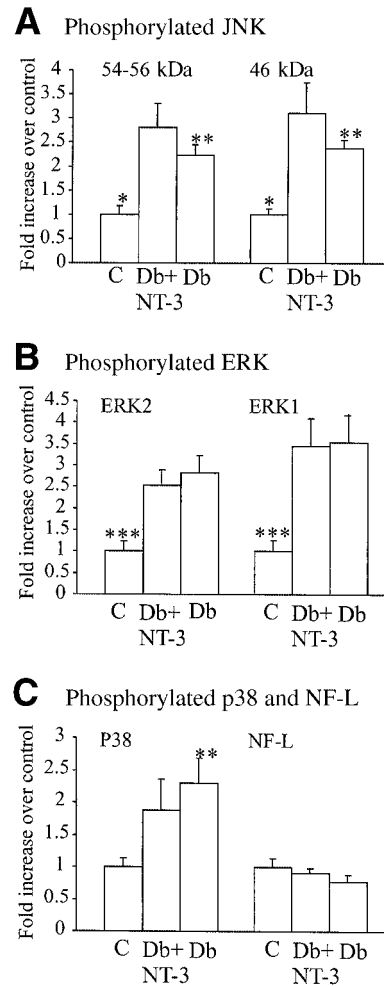 A Phosphorylated JNK
54-56 kDa 46 kDa
Fold increase over control
4
3.5
3
2.5
2
1.5
1
0.5
0
* ** * **
C Db+ Db C Db+ Db
NT-3 NT-3
B Phosphorylated ERK
ERK2 ERK1
Fold increase over control
4.5
4
3.5
3
2.5
2
1.5
1
0.5
0
*** ***
C Db+ Db C Db+ Db
NT-3 NT-3
C Phosphorylated p38 and NF-L
P38 NF-L
Fold increase over control
3
2.5
2
1.5
1
0.5
0
**
C Db+ Db C Db+ Db
NT-3 NT-3